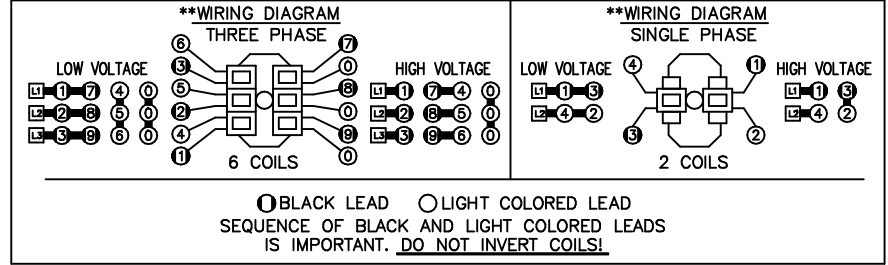 **WIRING DIAGRAM
THREE PHASE
LOW VOLTAGE
L1 1 7 4 0
L2 2 8 5 0
L3 3 9 6 0
6 7
3 0
5 8
2 0
4 9
1 0
6 COILS
HIGH VOLTAGE
L1 1 7 4 0
L2 2 8 5 0
L3 3 9 6 0
**WIRING DIAGRAM
SINGLE PHASE
LOW VOLTAGE
L1 1 3
L2 4 2
4 1
3 2
2 COILS
HIGH VOLTAGE
L1 1 3
L2 4 2
BLACK LEAD LIGHT COLORED LEAD
SEQUENCE OF BLACK AND LIGHT COLORED LEADS
IS IMPORTANT. DO NOT INVERT COILS!